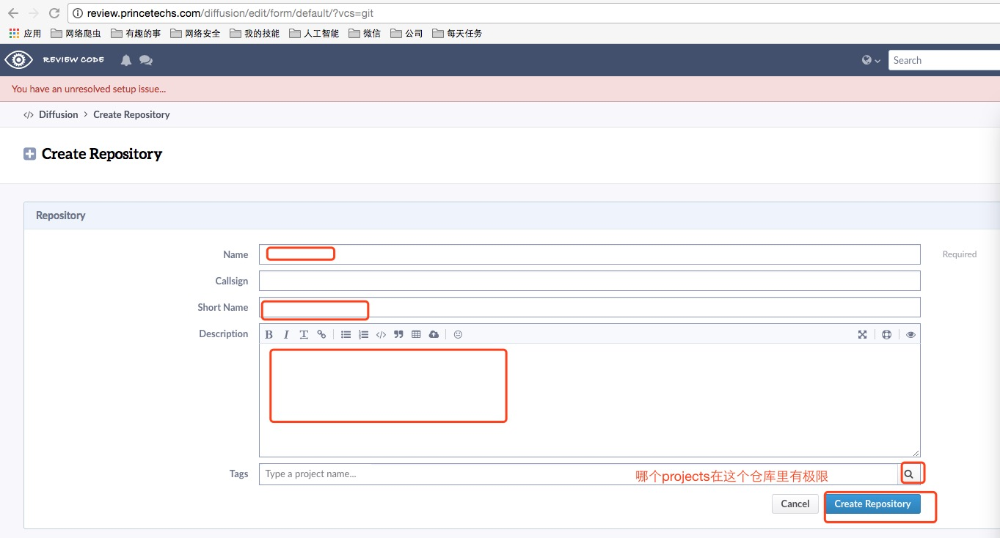 review.princetechs.com/diffusion/edit/form/default/?vcs=git
应用 网络爬虫 有趣的事 网络安全 我的技能 人工智能 微信 公司 每天任务
REVIEW CODE Search
You have an unresolved setup issue...
Diffusion > Create Repository
Create Repository
Repository
Name Required
Callsign
Short Name
Description
Tags Type a project name... 哪个projects在这个仓库里有极限
Cancel Create Repository